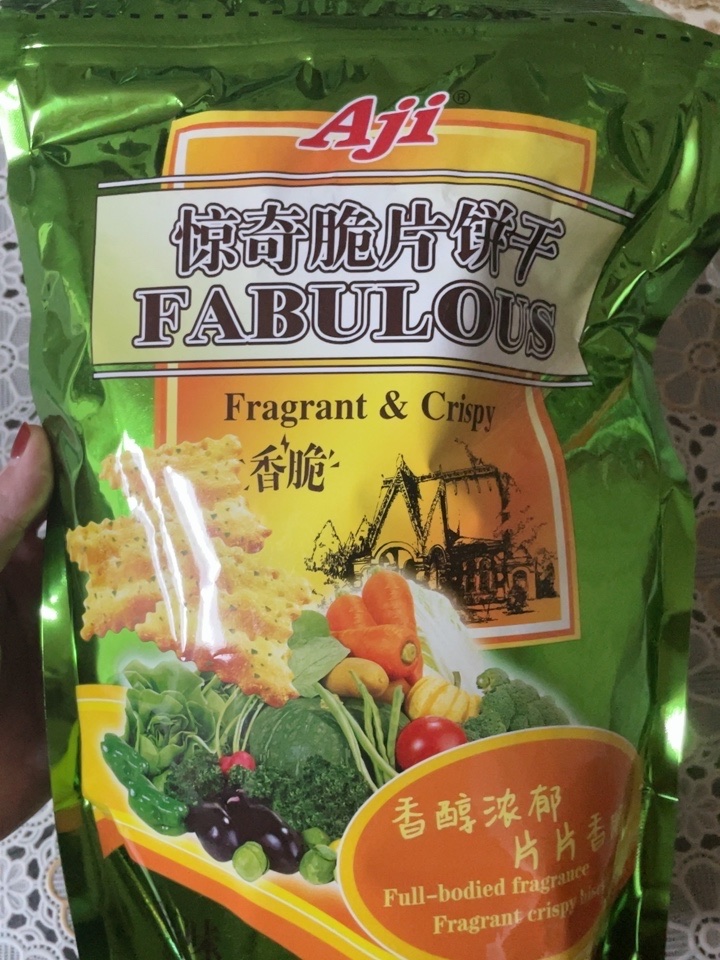 Aji®
惊奇脆片饼干
FABULOUS
Fragrant & Crispy
香脆
香醇浓郁
片片香
Full-bodied fragrance
Fragrant crispy
味